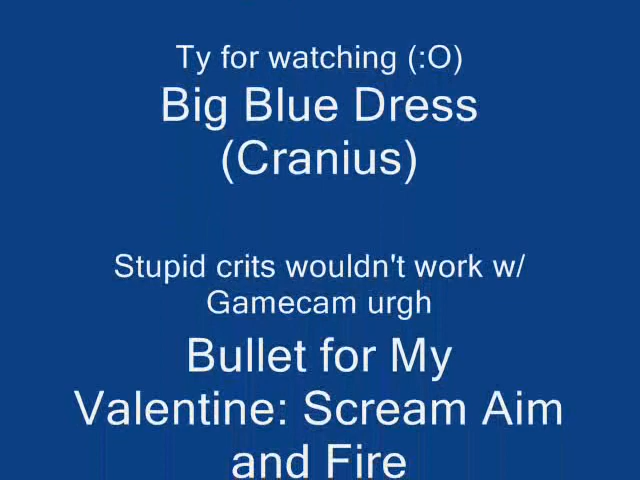 Ty for watching (:O)
Big Blue Dress
(Cranius)
Stupid crits wouldn't work w/
Gamecam urgh
Bullet for My
Valentine: Scream Aim
and Fire